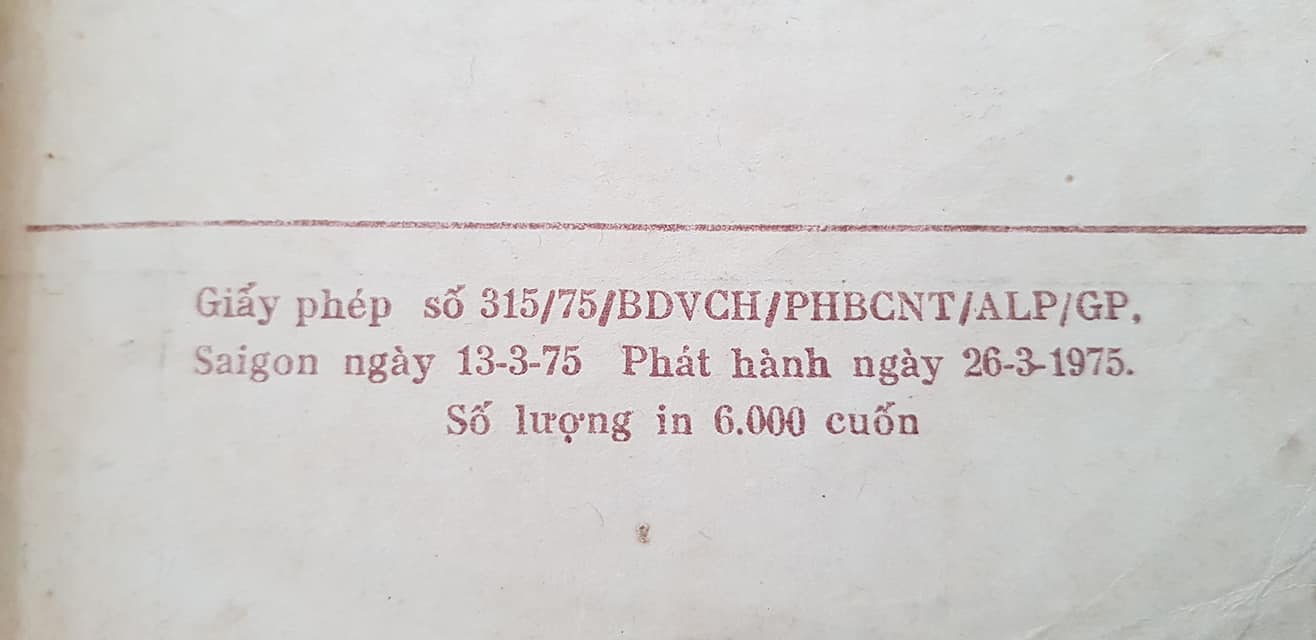 Giấy phép số 315/75/BDVCH/PHBCNT/ALP/GP,
Saigon ngày 13-3-75 Phát hành ngày 26-3-1975.
Số lượng in 6.000 cuốn